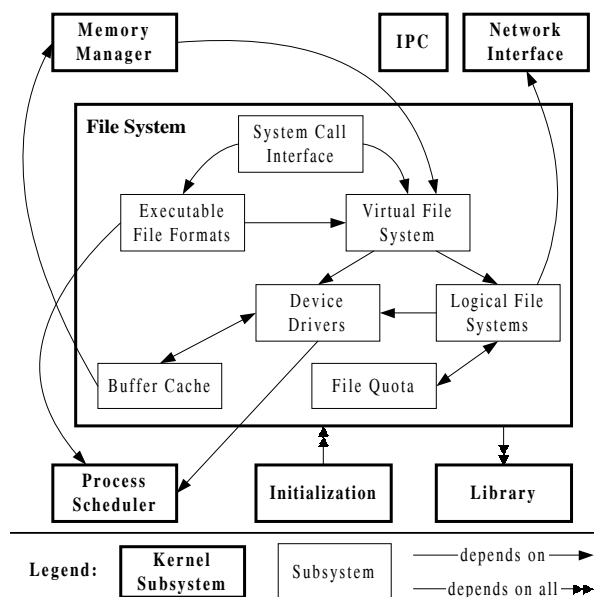 Memory
Manager
IPC
Network
Interface
File System
System Call
Interface
Executable
File Formats
Virtual File
System
Device
Drivers
Logical File
Systems
Buffer Cache
File Quota
Process
Scheduler
Initialization
Library
Legend:
Kernel
Subsystem
Subsystem
depends on
depends on all